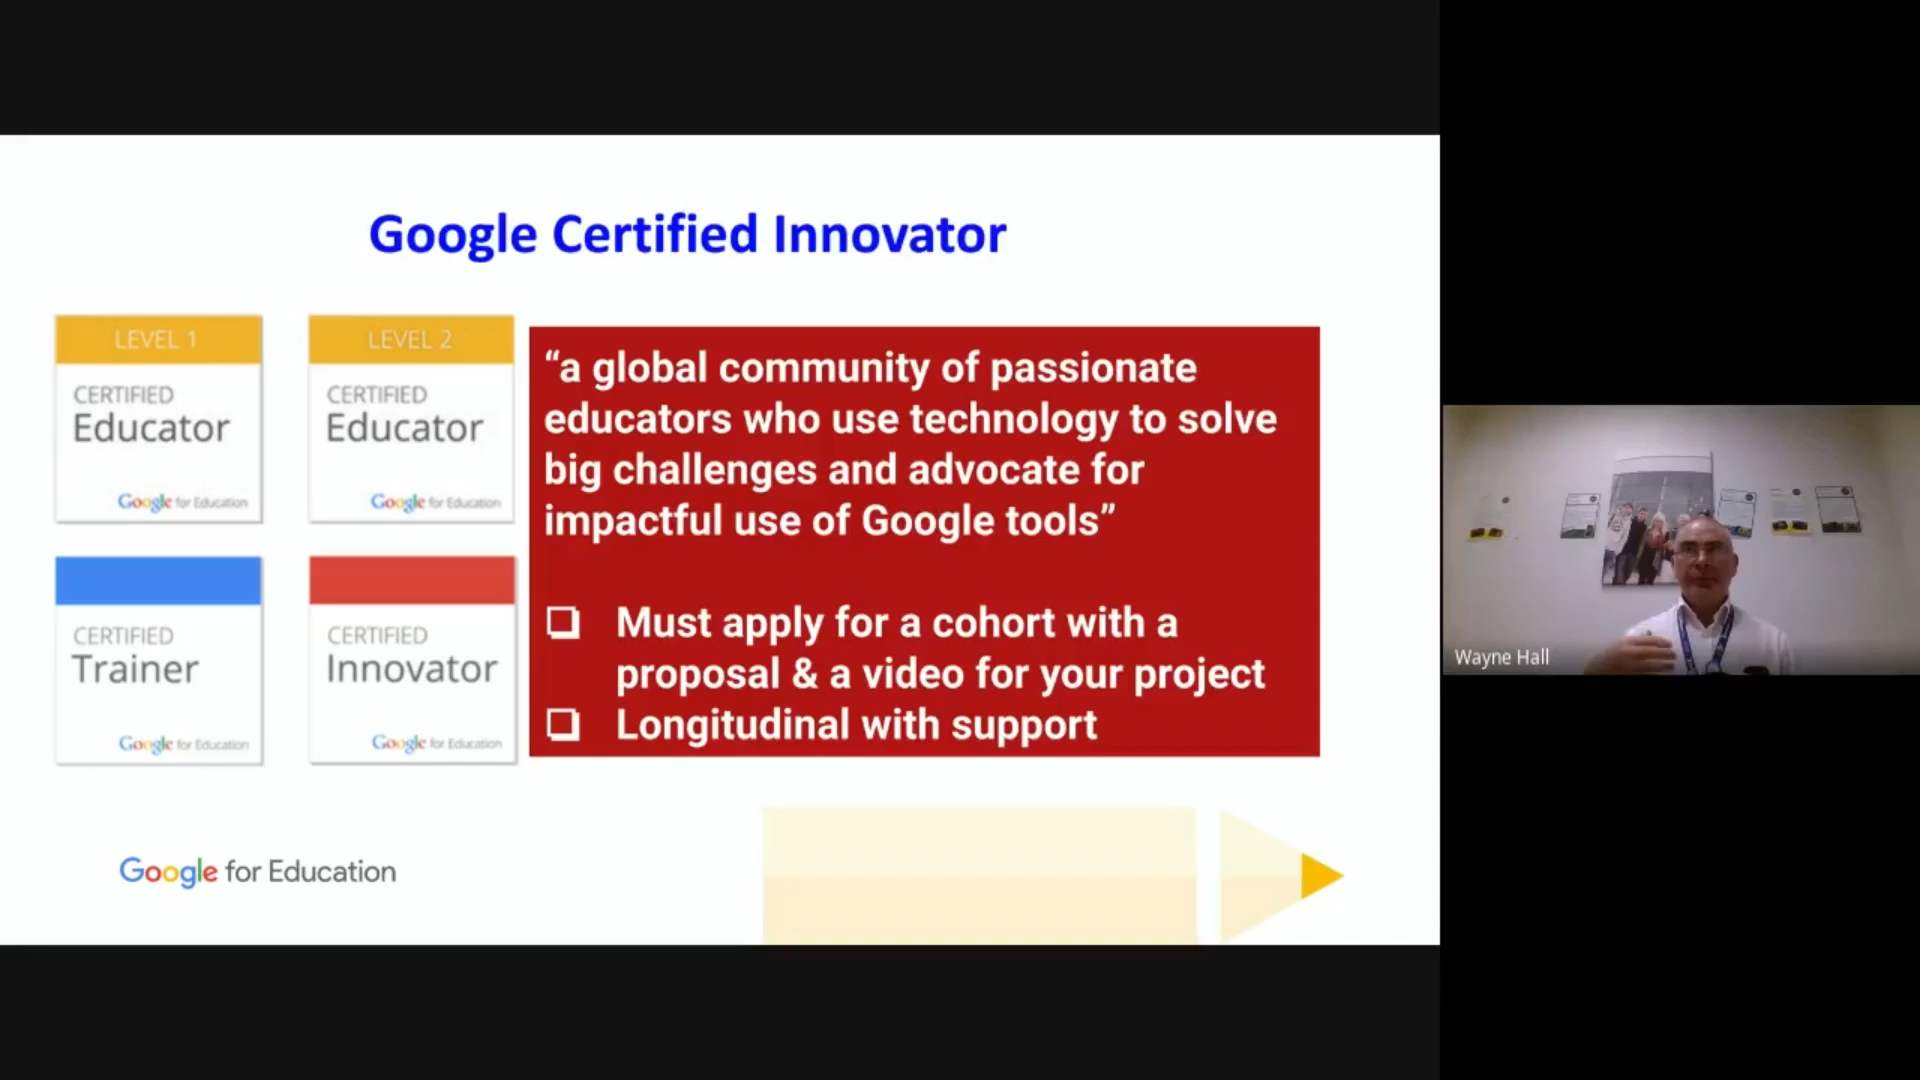 Google Certified Innovator
LEVEL 1
CERTIFIED
Educator
Google for Education
LEVEL 2
CERTIFIED
Educator
Google for Education
CERTIFIED
Trainer
Google for Education
CERTIFIED
Innovator
Google for Education
“a global community of passionate
educators who use technology to solve
big challenges and advocate for
impactful use of Google tools”
Must apply for a cohort with a
proposal & a video for your project
Longitudinal with support
Google for Education
Wayne Hall